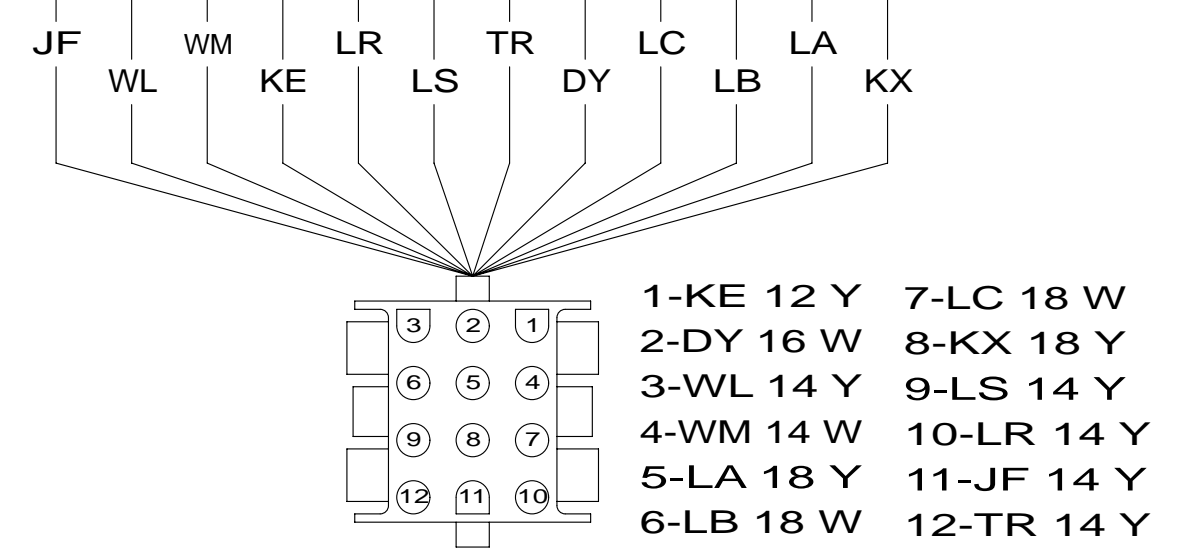 JF WM LR TR LC LA
WL KE LS DY LB KX
3 2 1
6 5 4
9 8 7
12 11 10
1-KE 12 Y
2-DY 16 W
3-WL 14 Y
4-WM 14 W
5-LA 18 Y
6-LB 18 W
7-LC 18 W
8-KX 18 Y
9-LS 14 Y
10-LR 14 Y
11-JF 14 Y
12-TR 14 Y